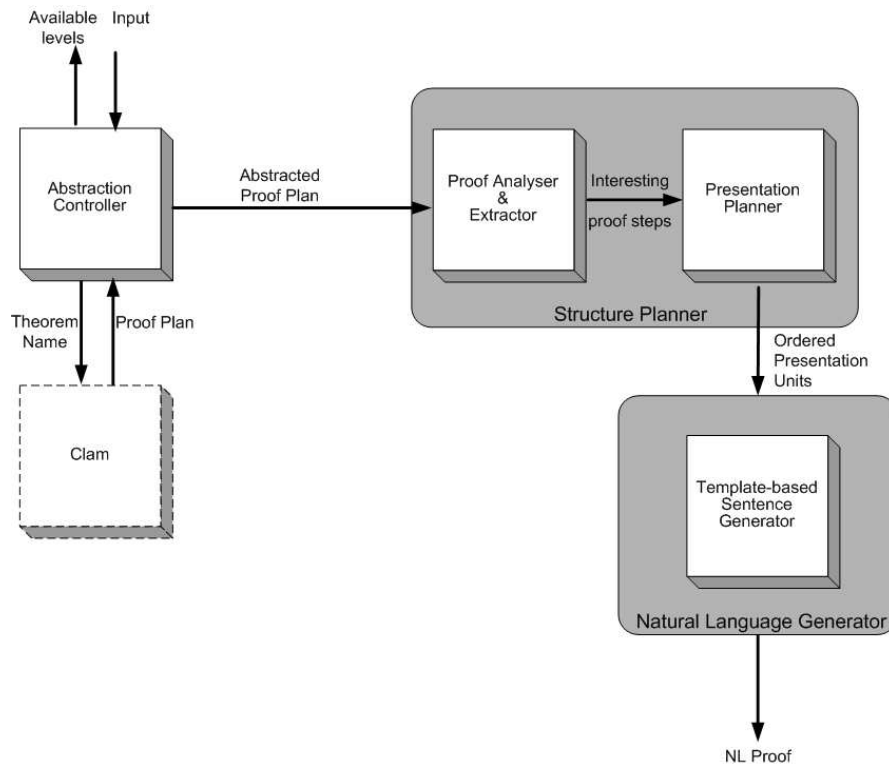 Available
levels
Input
Abstraction
Controller
Abstracted
Proof Plan
Proof Analyser
&
Extractor
Interesting
proof steps
Presentation
Planner
Structure Planner
Theorem
Name
Proof Plan
Ordered
Presentation
Units
Clam
Template-based
Sentence
Generator
Natural Language Generator
NL Proof